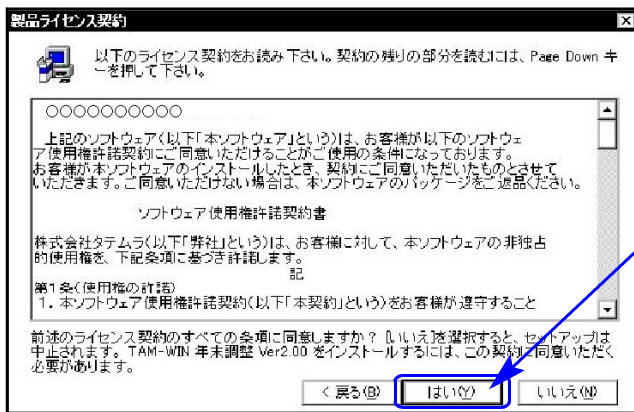 製品ライセンス契約
以下のライセンス契約をお読み下さい。契約の残りの部分を読むには、Page Down キ
ーを押して下さい。
○○○○○○○○○○
上記のソフトウェア(以下「本ソフトウェア」という)は、お客様が以下のソフトウェ
ア使用権許諾契約にご同意いただけることがご使用の条件になっております。
お客様が本ソフトウェアのインストールしたとき、契約にご同意いただいたものとさせて
いただきます。ご同意いただけない場合は、本ソフトウェアのパッケージをご返品ください。
ソフトウェア使用権許諾契約書
株式会社タテムラ(以下「弊社」という)は、お客様に対して、本ソフトウェアの非独占
的使用権を、下記条項に基づき許諾します。
記
第1条(使用権の許諾)
1. 本ソフトウェア使用権許諾契約(以下「本契約」という)をお客様が遵守すること
前述のライセンス契約のすべての条項に同意しますか? [いいえ]を選択すると、セットアップは
中止されます。 TAM-WIN 年末調整 Ver2.00 をインストールするには、この契約に同意いただく
必要があります。
< 戻る(B)
はい(Y)
いいえ(N)